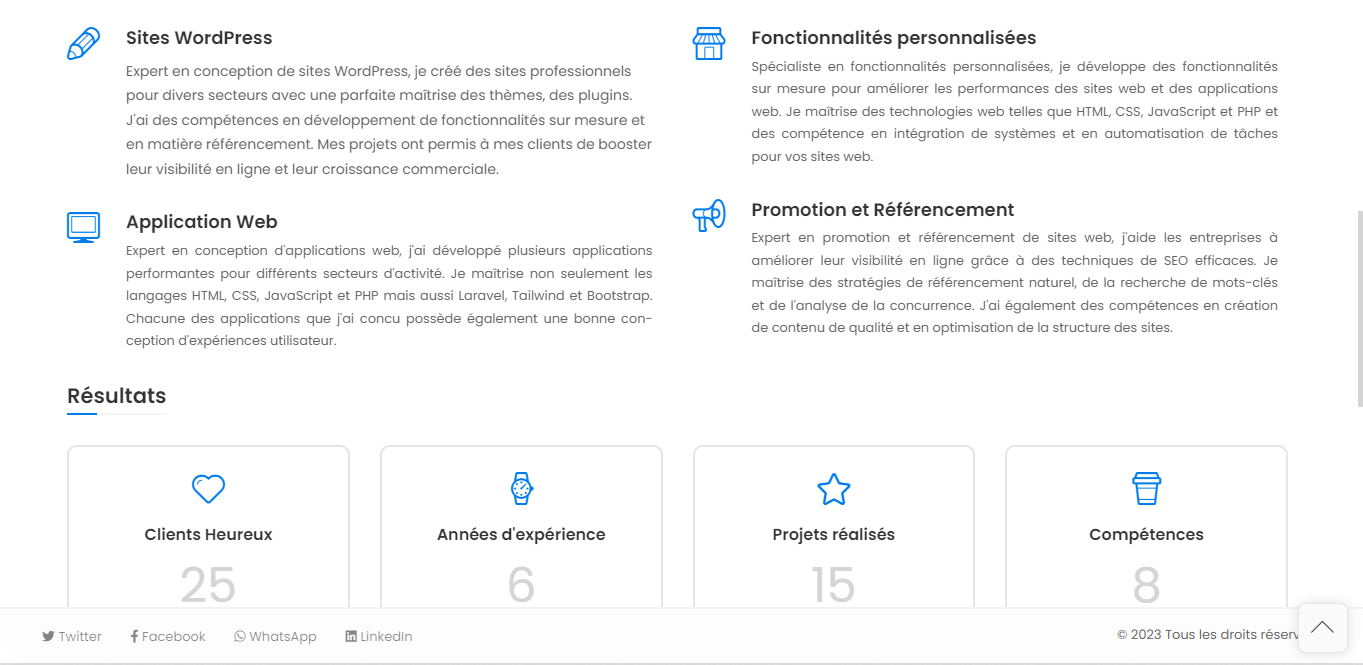 Sites WordPress
Expert en conception de sites WordPress, je créé des sites professionnels
pour divers secteurs avec une parfaite maîtrise des thèmes, des plugins.
J'ai des compétences en développement de fonctionnalités sur mesure et
en matière référencement. Mes projets ont permis à mes clients de booster
leur visibilité en ligne et leur croissance commerciale.
Fonctionnalités personnalisées
Spécialiste en fonctionnalités personnalisées, je développe des fonctionnalités
sur mesure pour améliorer les performances des sites web et des applications
web. Je maîtrise des technologies web telles que HTML, CSS, JavaScript et PHP et
des compétence en intégration de systèmes et en automatisation de tâches
pour vos sites web.
Application Web
Expert en conception d'applications web, j'ai développé plusieurs applications
performantes pour différents secteurs d'activité. Je maîtrise non seulement les
langages HTML, CSS, JavaScript et PHP mais aussi Laravel, Tailwind et Bootstrap.
Chacune des applications que j'ai concu possède également une bonne con-
ception d'expériences utilisateur.
Promotion et Référencement
Expert en promotion et référencement de sites web, j'aide les entreprises à
améliorer leur visibilité en ligne grâce à des techniques de SEO efficaces. Je
maîtrise des stratégies de référencement naturel, de la recherche de mots-clés
et de l'analyse de la concurrence. J'ai également des compétences en création
de contenu de qualité et en optimisation de la structure des sites.
Résultats
Clients Heureux
25
Années d'expérience
6
Projets réalisés
15
Compétences
8
Twitter
Facebook
WhatsApp
LinkedIn
© 2023 Tous les droits réserv